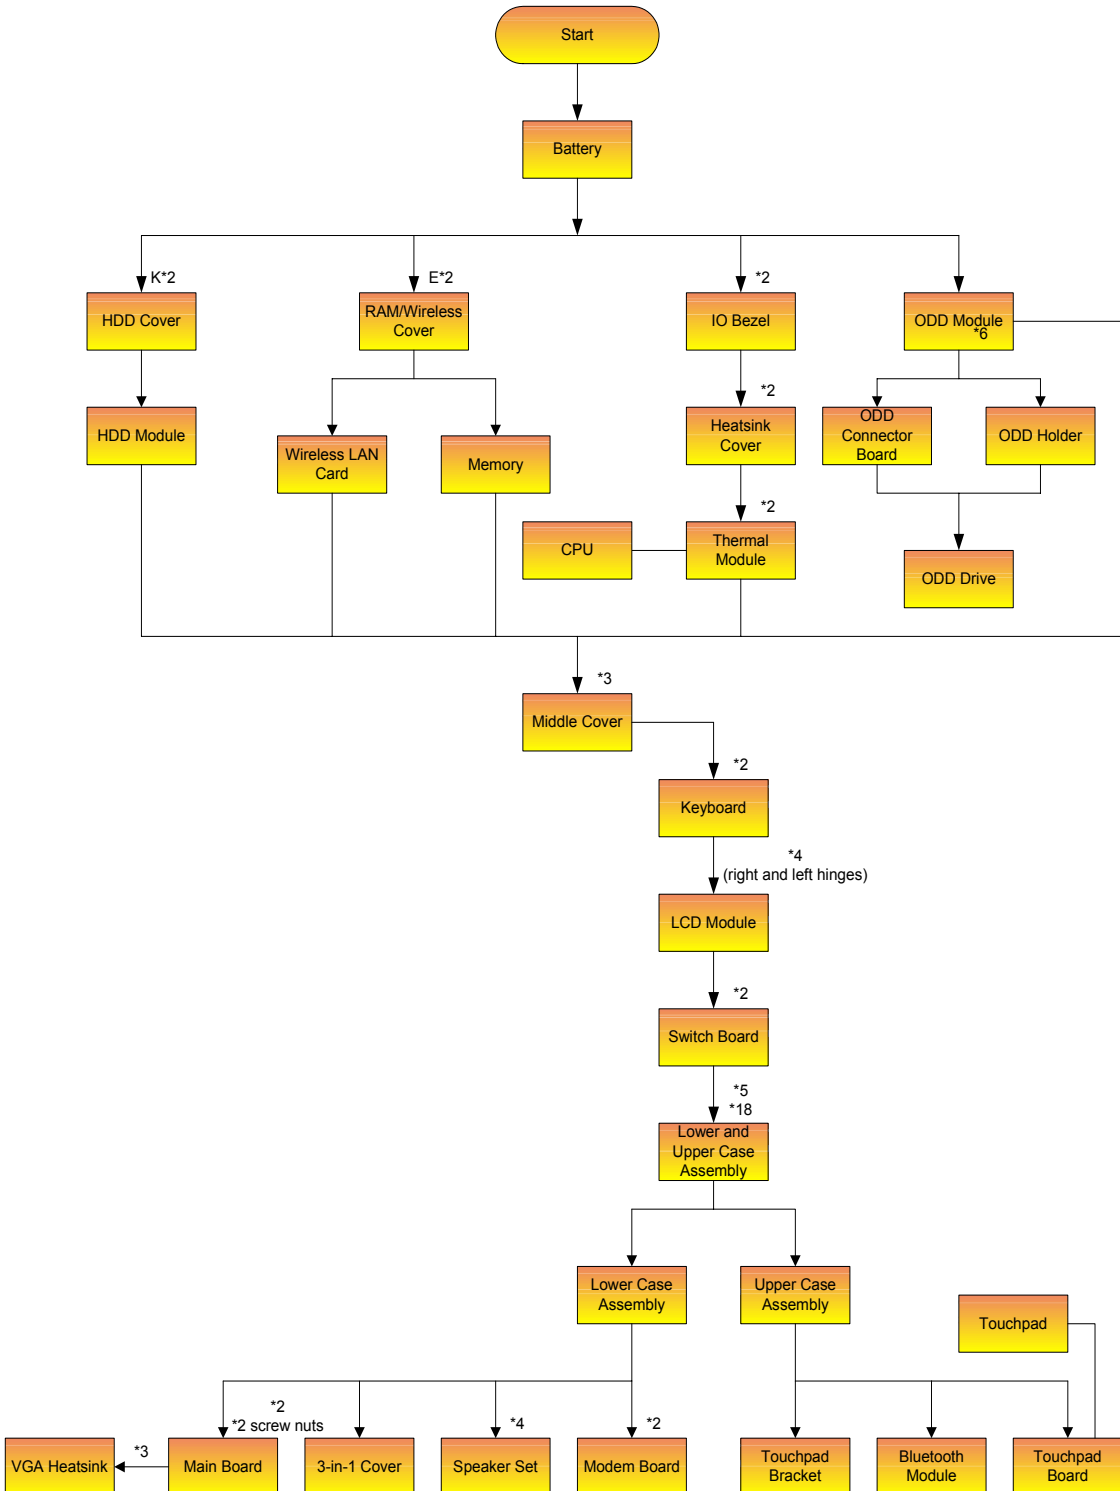 Start
Battery
K*2
E*2
*2
HDD Cover
RAM/Wireless
Cover
IO Bezel
ODD Module
*6
*2
HDD Module
Wireless LAN
Card
Memory
Heatsink
Cover
ODD
Connector
Board
ODD Holder
*2
CPU
Thermal
Module
ODD Drive
*3
Middle Cover
*2
Keyboard
*4
(right and left hinges)
LCD Module
*2
Switch Board
*5
*18
Lower and
Upper Case
Assembly
Lower Case
Assembly
Upper Case
Assembly
Touchpad
*2
*2 screw nuts
*4
*2
*3
VGA Heatsink
Main Board
3-in-1 Cover
Speaker Set
Modem Board
Touchpad
Bracket
Bluetooth
Module
Touchpad
Board